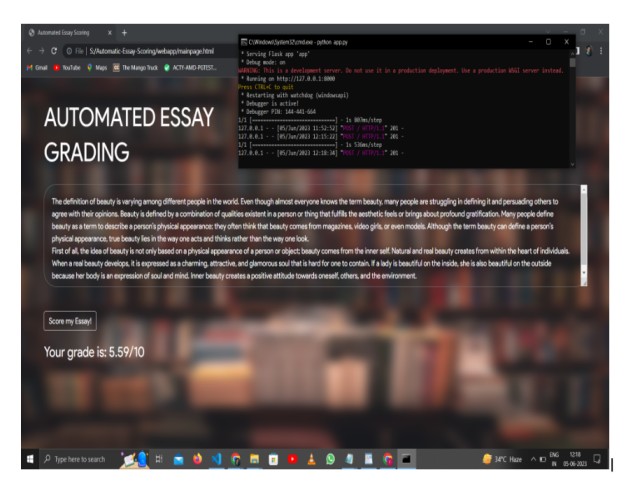 Automated Essay Scoring
C:\Windows\System32\cmd.exe - python app.py
File | S:/Automatic-Essay-Scoring/webapp/mainpage.html
Gmail YouTube Maps The Mango Truck ACTY-AMD-PGTEST...
* Serving Flask app 'app'
* Debug mode: on
WARNING: This is a development server. Do not use it in a production deployment. Use a production WSGI server instead.
* Running on http://127.0.0.1:8000
Press CTRL+C to quit
* Restarting with watchdog (windowsapi)
* Debugger is active!
* Debugger PIN: 144-441-664
1/1 [==============================] - 1s 807ms/step
127.0.0.1 - - [05/Jun/2023 11:52:52] "POST / HTTP/1.1" 201 -
127.0.0.1 - - [05/Jun/2023 12:15:22] "POST / HTTP/1.1" 201 -
1/1 [==============================] - 1s 536ms/step
127.0.0.1 - - [05/Jun/2023 12:18:34] "POST / HTTP/1.1" 201 -
AUTOMATED ESSAY
GRADING
The definition of beauty is varying among different people in the world. Even though almost everyone knows the term beauty, many people are struggling in defining it and persuading others to
agree with their opinions. Beauty is defined by a combination of qualities existent in a person or thing that fulfills the aesthetic feels or brings about profound gratification. Many people define
beauty as a term to describe a person's physical appearance; they often think that beauty comes from magazines, video girls, or even models. Although the term beauty can define a person's
physical appearance, true beauty lies in the way one acts and thinks rather than the way one look.
First of all, the idea of beauty is not only based on a physical appearance of a person or object; beauty comes from the inner self. Natural and real beauty creates from within the heart of individuals.
When a real beauty develops, it is expressed as a charming, attractive, and glamorous soul that is hard for one to contain. If a lady is beautiful on the inside, she is also beautiful on the outside
because her body is an expression of soul and mind. Inner beauty creates a positive attitude towards oneself, others, and the environment.
Score my Essay!
Your grade is: 5.59/10
Type here to search
34°C Haze
ENG
IN
12:18
05-06-2023